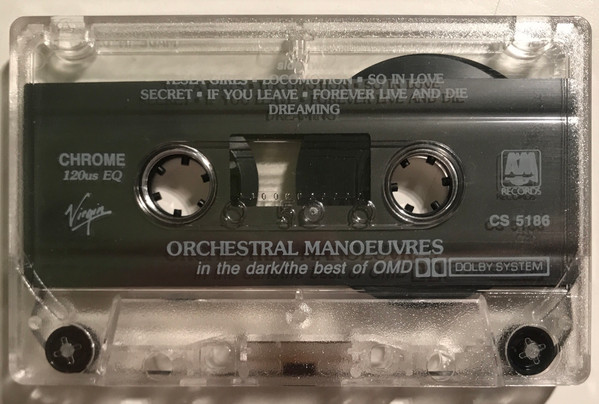 TESLA GIRLS ▪ LOCOMOTION ▪ SO IN LOVE
SECRET ▪ IF YOU LEAVE ▪ FOREVER LIVE AND DIE
DREAMING
CHROME
120us EQ
Virgin
A&M
RECORDS
CS 5186
ORCHESTRAL MANOEUVRES
in the dark/the best of OMD
DOLBY SYSTEM